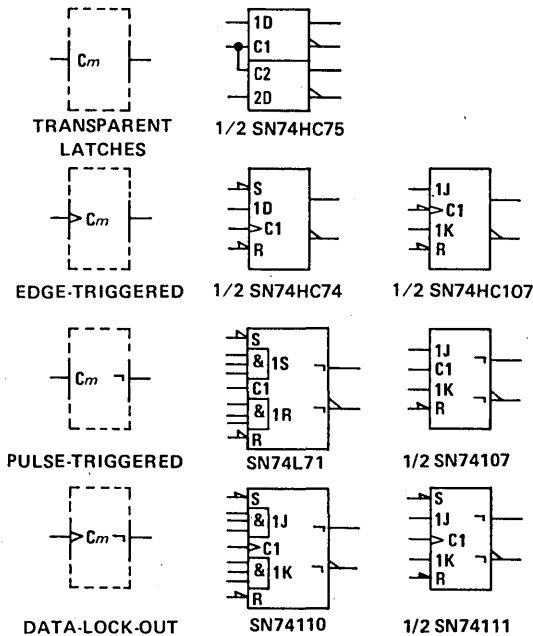 Cm
1D
C1
C2
2D
TRANSPARENT
LATCHES
1/2 SN74HC75
Cm
S
1D
C1
R
1J
C1
1K
R
EDGE-TRIGGERED
1/2 SN74HC74
1/2 SN74HC107
Cm ¬
S
& 1S ¬
C1
& 1R ¬
R
1J ¬
C1
1K ¬
R
PULSE-TRIGGERED
SN74L71
1/2 SN74107
Cm ¬
S
& 1J ¬
C1
& 1K ¬
R
S
1J ¬
C1
1K ¬
R
DATA-LOCK-OUT
SN74110
1/2 SN74111